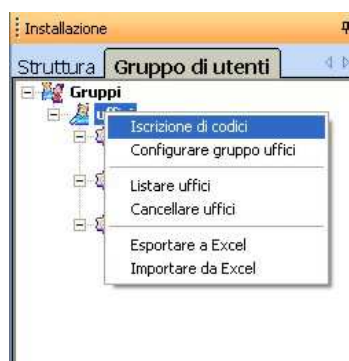 Installazione
Struttura Gruppo di utenti
Gruppi
Iscrizione di codici
Configurare gruppo uffici
Listare uffici
Cancellare uffici
Esportare a Excel
Importare da Excel